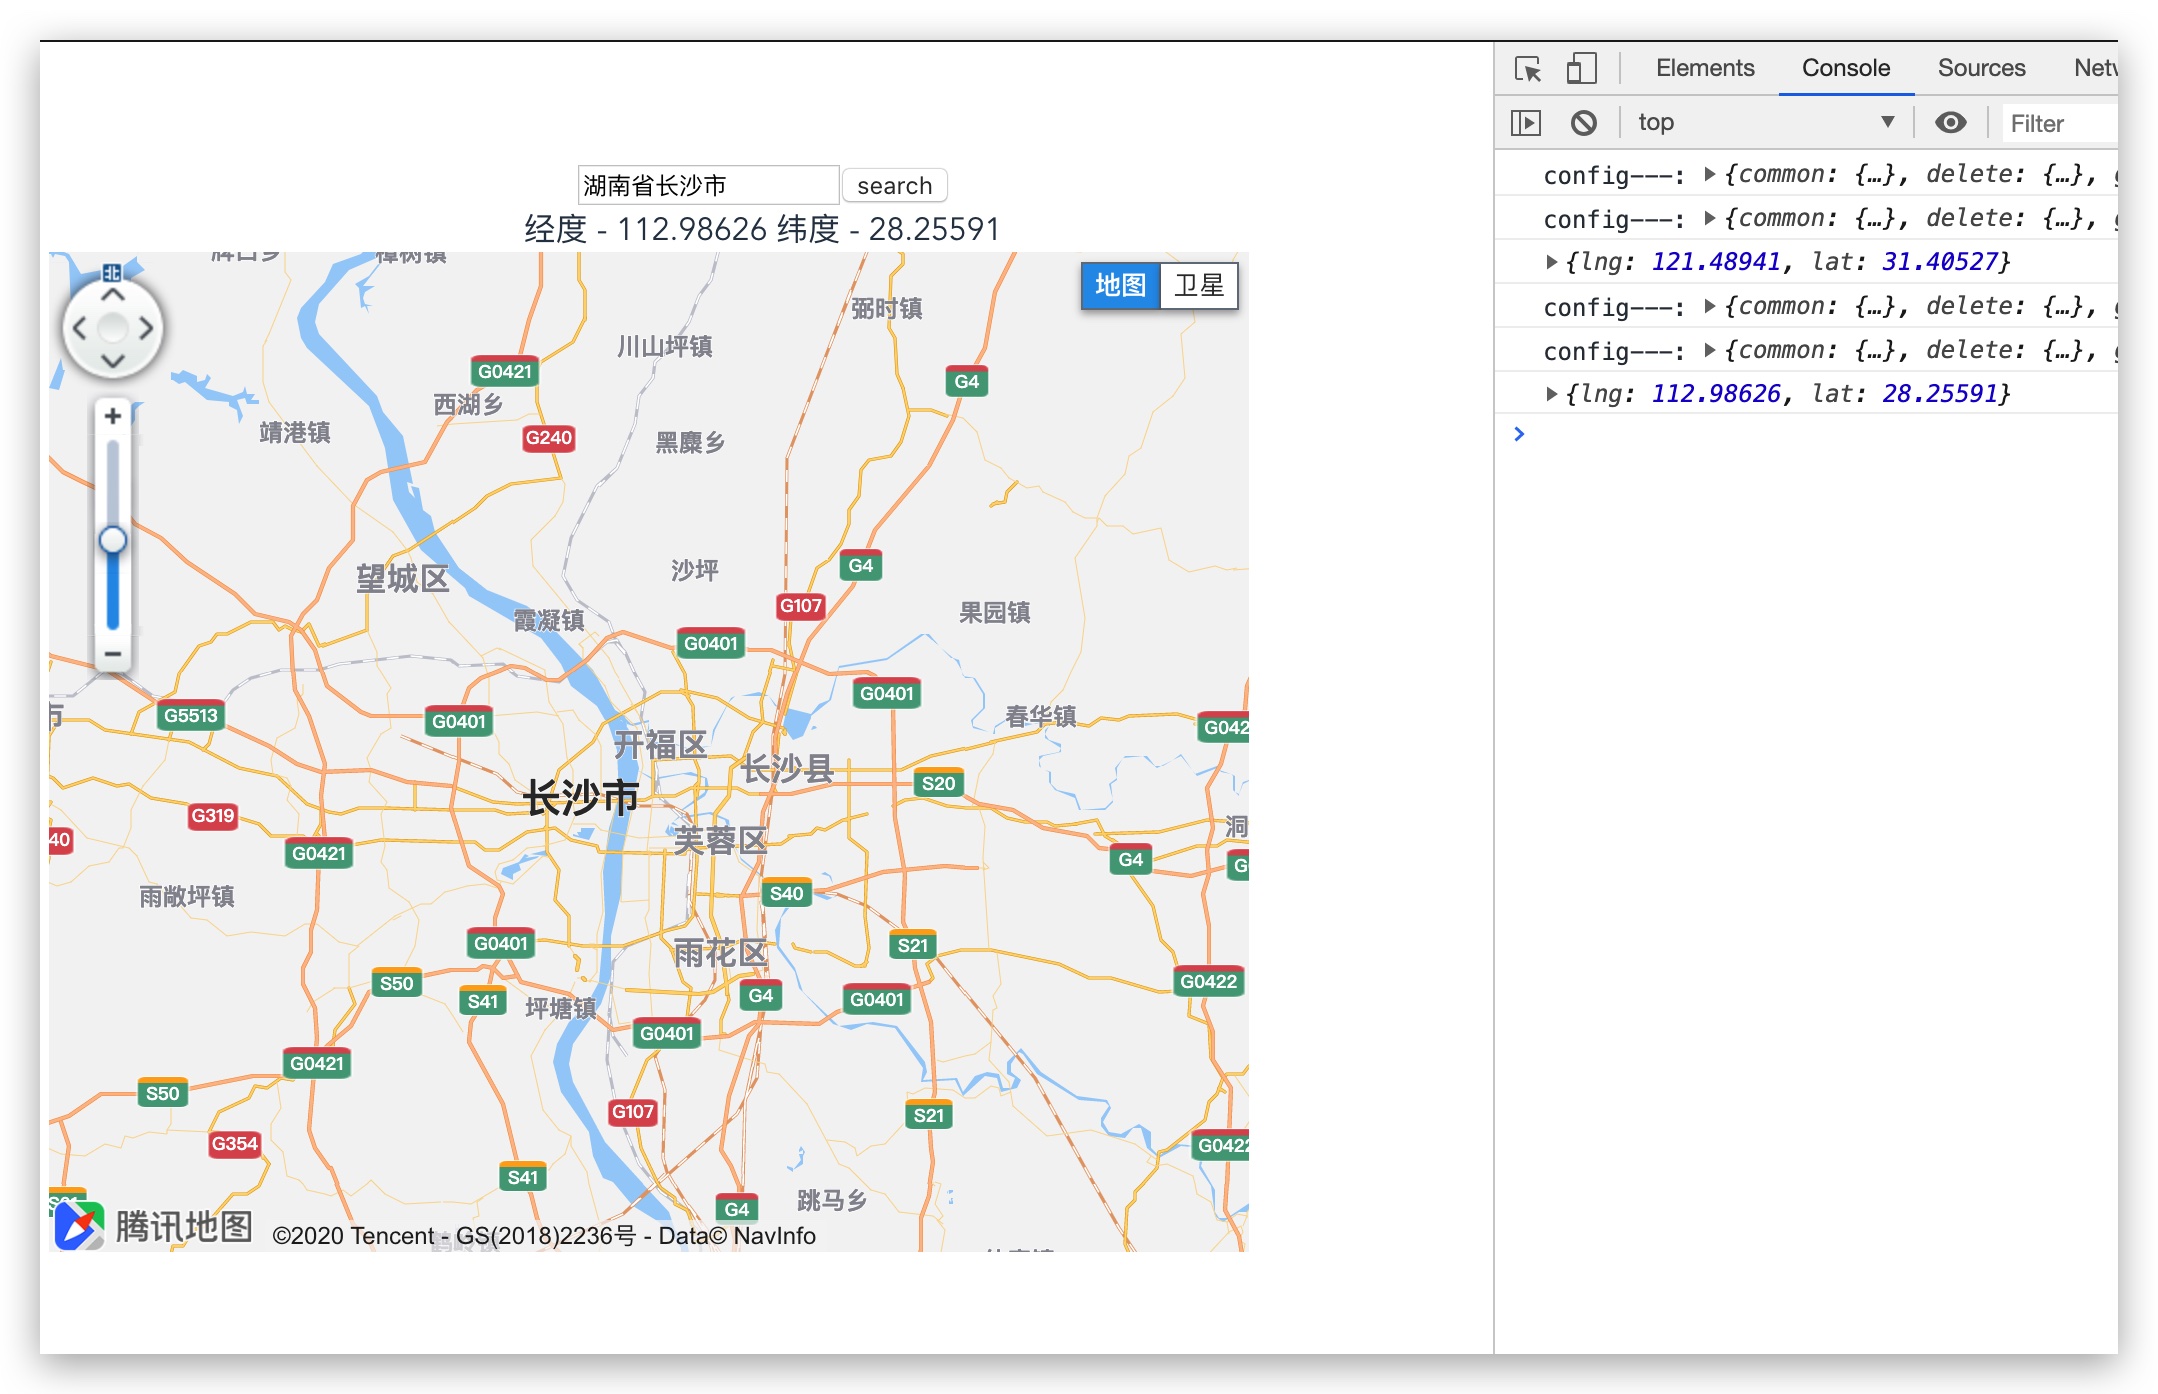 Elements Console Sources
top
Filter
湖南省长沙市 search
经度 - 112.98626 纬度 - 28.25591
config---: {common: {…}, delete: {…},
config---: {common: {…}, delete: {…},
{lng: 121.48941, lat: 31.40527}
config---: {common: {…}, delete: {…},
config---: {common: {…}, delete: {…},
{lng: 112.98626, lat: 28.25591}
北
地图 卫星
樟树镇
弼时镇
川山坪镇
G0421
G4
西湖乡
靖港镇
G240
黑麋乡
望城区
沙坪
G4
G107
霞凝镇
果园镇
G0401
G0401
G5513
G0401
春华镇
开福区
长沙县
长沙市
S20
G319
芙蓉区
G0421
G4
雨敞坪镇
S40
G0401
雨花区
S21
S50
S41
坪塘镇
G4
G0401
G0422
G0401
G0421
S50
G107
S21
G354
G0422
S41
跳马乡
G4
腾讯地图
©2020 Tencent - GS(2018)2236号 - Data© NavInfo